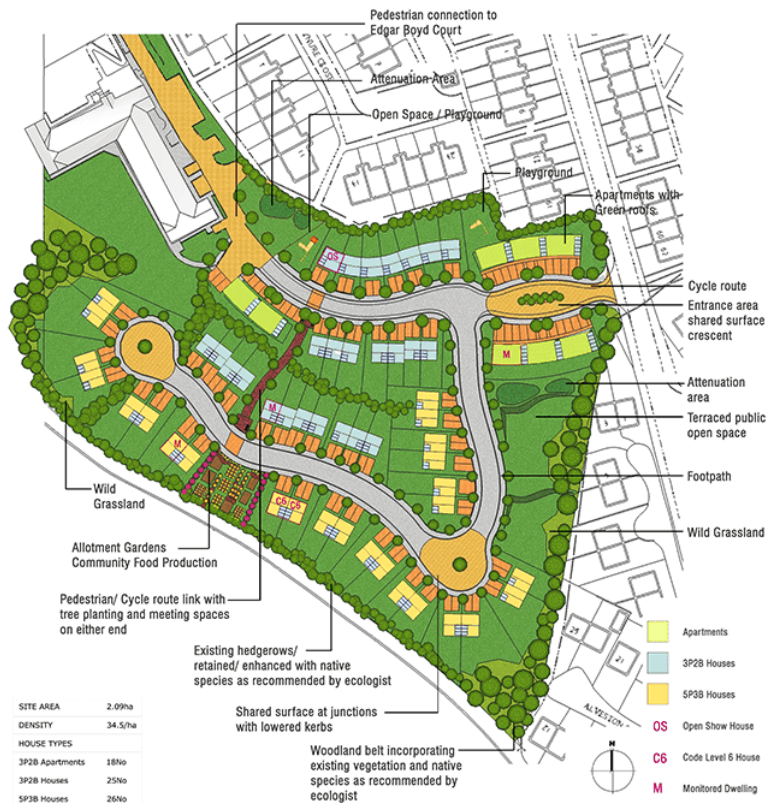 Pedestrian connection to
Edgar Boyd Court
Attenuation Area
Open Space / Playground
Playground
Apartments with
Green roofs
Cycle route
Entrance area
shared surface
crescent
Attenuation
area
Terraced public
open space
Footpath
Wild Grassland
OS
M
M
M
C6
C6
Wild
Grassland
Allotment Gardens
Community Food Production
Pedestrian/ Cycle route link with
tree planting and meeting spaces
on either end
Existing hedgerows/
retained/ enhanced with native
species as recommended by ecologist
Shared surface at junctions
with lowered kerbs
Woodland belt incorporating
existing vegetation and native
species as recommended by
ecologist
25
21
ALVESTON
N
Apartments
3P2B Houses
5P3B Houses
OS Open Show House
C6 Code Level 6 House
M Monitored Dwelling
SITE AREA 2.09ha
DENSITY 34.5/ha
HOUSE TYPES
3P2B Apartments 18No
3P2B Houses 25No
5P3B Houses 26No